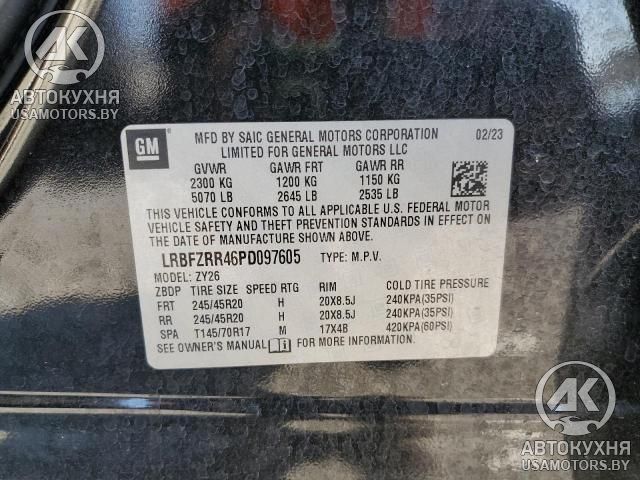 АК
АВТОКУХНЯ
USAMOTORS.BY
GM
MFD BY SAIC GENERAL MOTORS CORPORATION 02/23
LIMITED FOR GENERAL MOTORS LLC
GVWR GAWR FRT GAWR RR
2300 KG 1200 KG 1150 KG
5070 LB 2645 LB 2535 LB
THIS VEHICLE CONFORMS TO ALL APPLICABLE U.S. FEDERAL MOTOR
VEHICLE SAFETY AND THEFT PREVENTION STANDARDS IN EFFECT ON
THE DATE OF MANUFACTURE SHOWN ABOVE.
LRBFZRR46PD097605 TYPE: M.P.V.
MODEL: ZY26
ZBDP TIRE SIZE SPEED RTG RIM COLD TIRE PRESSURE
FRT 245/45R20 H 20X8.5J 240KPA(35PSI)
RR 245/45R20 H 20X8.5J 240KPA(35PSI)
SPA T145/70R17 M 17X4B 420KPA(60PSI)
SEE OWNER'S MANUAL FOR MORE INFORMATION
АК
АВТОКУХНЯ
USAMOTORS.BY